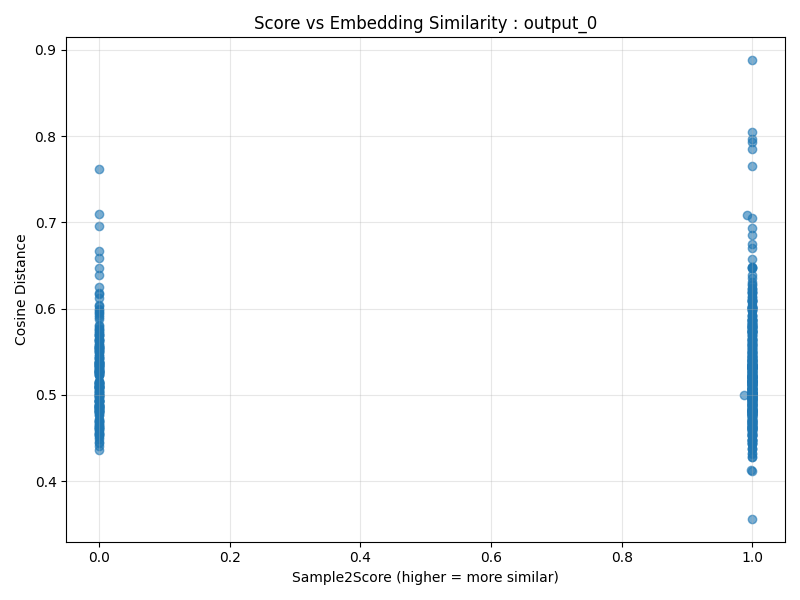 Score vs Embedding Similarity : output_0
Cosine Distance
0.9
0.8
0.7
0.6
0.5
0.4
0.0 0.2 0.4 0.6 0.8 1.0
Sample2Score (higher = more similar)